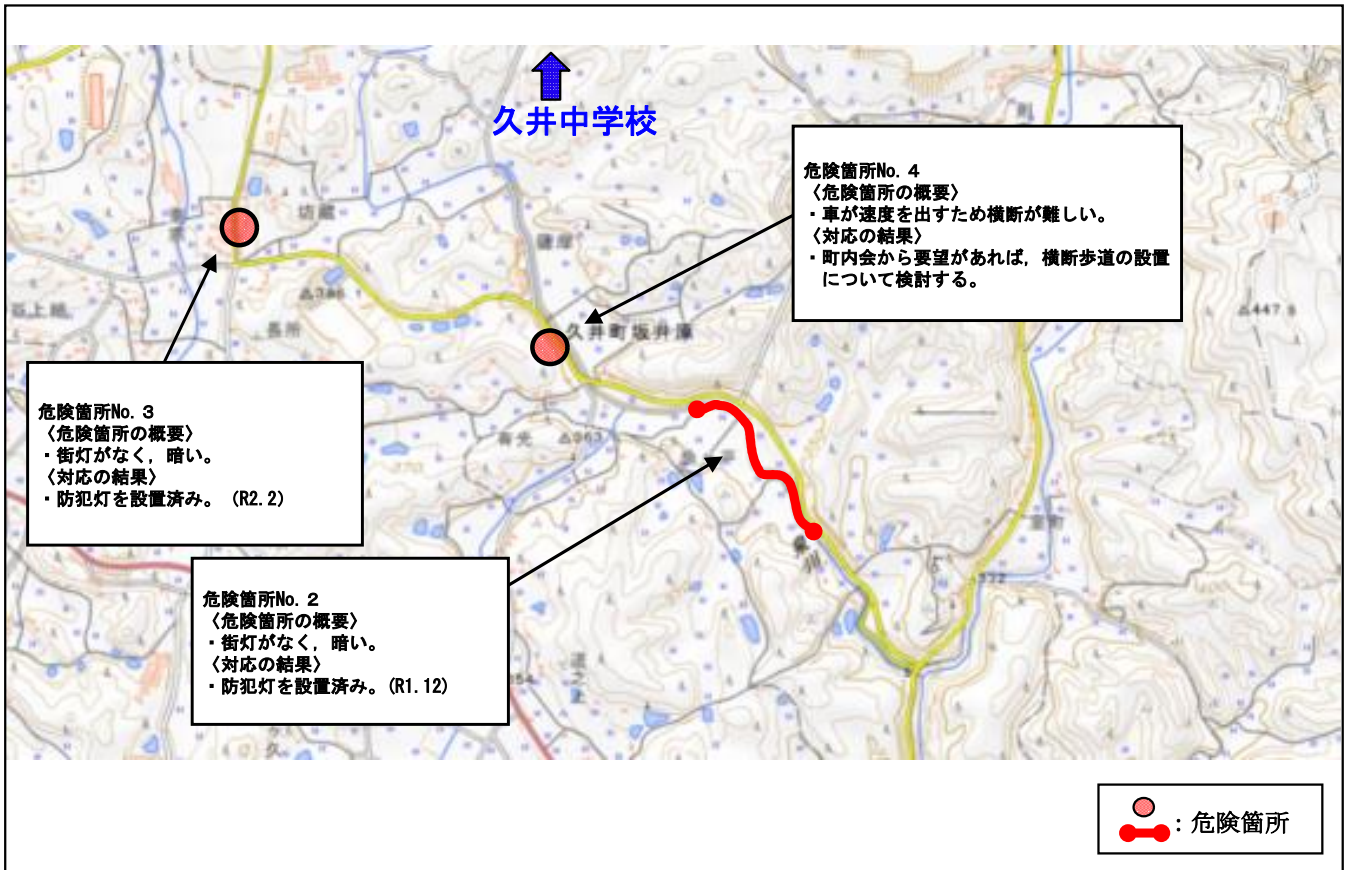 久井中学校
危険箇所No. 4
〈危険箇所の概要〉
・車が速度を出すため横断が難しい。
〈対応の結果〉
・町内会から要望があれば，横断歩道の設置
について検討する。
切蔵
久井町坂井原
長所
危険箇所No. 3
〈危険箇所の概要〉
・街灯がなく，暗い。
〈対応の結果〉
・防犯灯を設置済み。（R2.2）
有光
危険箇所No. 2
〈危険箇所の概要〉
・街灯がなく，暗い。
〈対応の結果〉
・防犯灯を設置済み。(R1.12)
：危険箇所